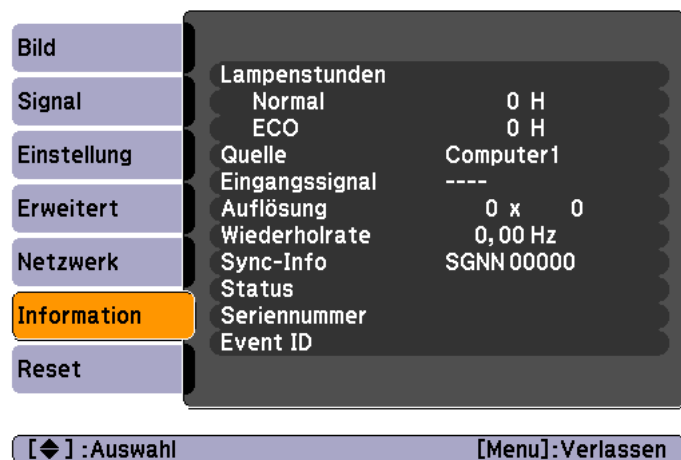 Bild
Signal
Einstellung
Erweitert
Netzwerk
Information
Reset
Lampenstunden
Normal 0 H
ECO 0 H
Quelle Computer1
Eingangssignal ----
Auflösung 0 x 0
Wiederholrate 0,00 Hz
Sync-Info SGNN 00000
Status
Seriennummer
Event ID
[◆] :Auswahl [Menu]:Verlassen